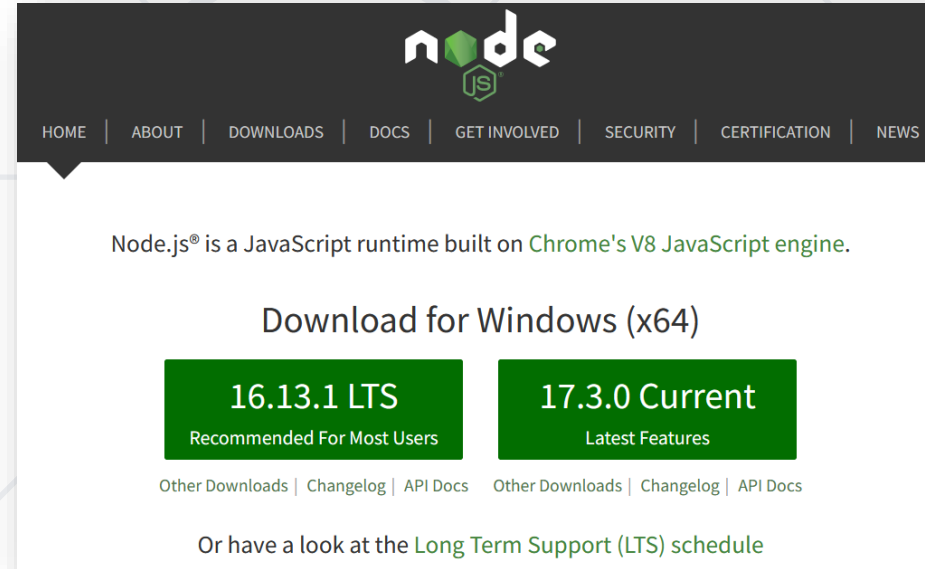 node
JS®
HOME | ABOUT | DOWNLOADS | DOCS | GET INVOLVED | SECURITY | CERTIFICATION | NEWS
Node.js® is a JavaScript runtime built on Chrome's V8 JavaScript engine.
Download for Windows (x64)
16.13.1 LTS
Recommended For Most Users
17.3.0 Current
Latest Features
Other Downloads | Changelog | API Docs
Other Downloads | Changelog | API Docs
Or have a look at the Long Term Support (LTS) schedule